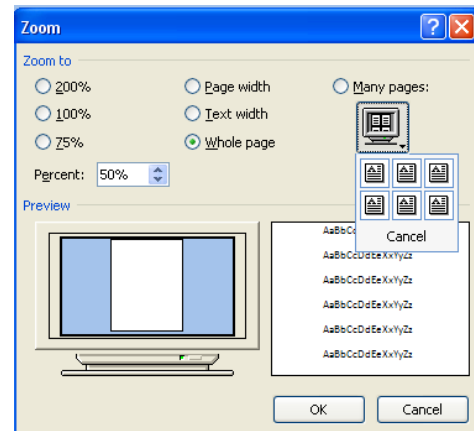 Zoom
Zoom to
200% Page width Many pages:
100% Text width
75% Whole page
Percent: 50%
Cancel
Preview
AaBbCcDdEeXxYyZz
AaBbCcDdEeXxYyZz
AaBbCcDdEeXxYyZz
AaBbCcDdEeXxYyZz
AaBbCcDdEeXxYyZz
OK Cancel